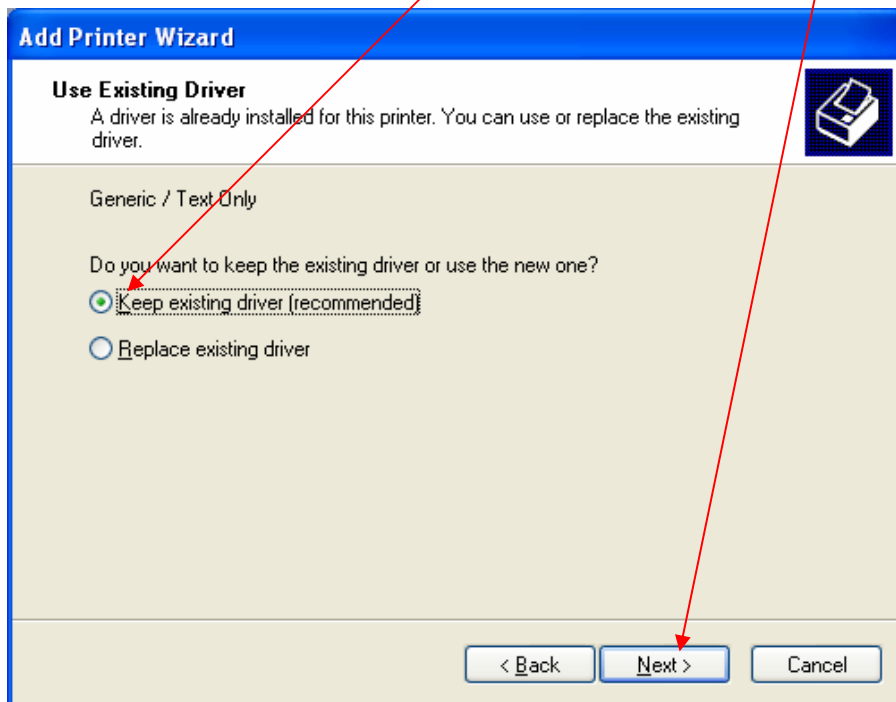 Add Printer Wizard
Use Existing Driver
A driver is already installed for this printer. You can use or replace the existing
driver.
Generic / Text Only
Do you want to keep the existing driver or use the new one?
Keep existing driver (recommended)
Replace existing driver
< Back Next > Cancel